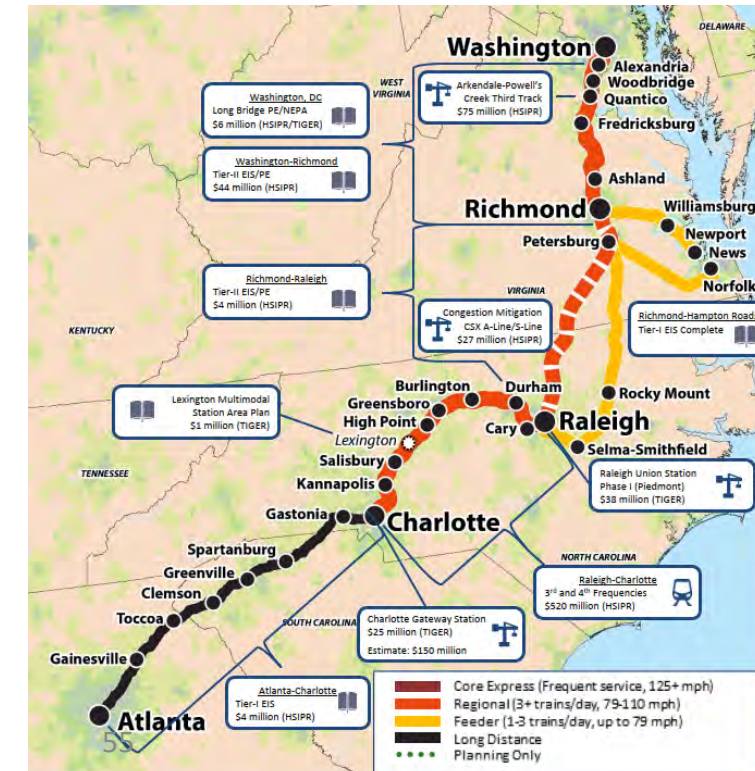 DELAWARE
Washington
Alexandria
Woodbridge
Quantico
Fredricksburg
WEST
VIRGINIA
Washington, DC
Long Bridge PE/NEPA
$6 million (HSIPR/TIGER)
Arkendale-Powell's
Creek Third Track
$75 million (HSIPR)
Washington-Richmond
Tier-II EIS/PE
$44 million (HSIPR)
Ashland
Richmond
Williamsburg
Petersburg
Newport
News
Norfolk
Richmond-Raleigh
Tier-II EIS/PE
$4 million (HSIPR)
VIRGINIA
KENTUCKY
Congestion Mitigation
CSX A-Line/S-Line
$27 million (HSIPR)
Richmond-Hampton Road
Tier-I EIS Complete
Lexington Multimodal
Station Area Plan
$1 million (TIGER)
Burlington
Durham
Greensboro
High Point
Lexington
Cary
Raleigh
Rocky Mount
Selma-Smithfield
Salisbury
Kannapolis
TENNESSEE
Raleigh Union Station
Phase I (Piedmont)
$38 million (TIGER)
Gastonia
Charlotte
Spartanburg
Greenville
Clemson
Toccoa
Gainesville
NORTH CAROLINA
Raleigh-Charlotte
3rd and 4th Frequencies
$520 million (HSIPR)
SOUTH CAROLINA
Charlotte Gateway Station
$25 million (TIGER)
Estimate: $150 million
Atlanta-Charlotte
Tier-I EIS
$4 million (HSIPR)
Atlanta
55
Core Express (Frequent service, 125+ mph)
Regional (3+ trains/day, 79-110 mph)
Feeder (1-3 trains/day, up to 79 mph)
Long Distance
Planning Only